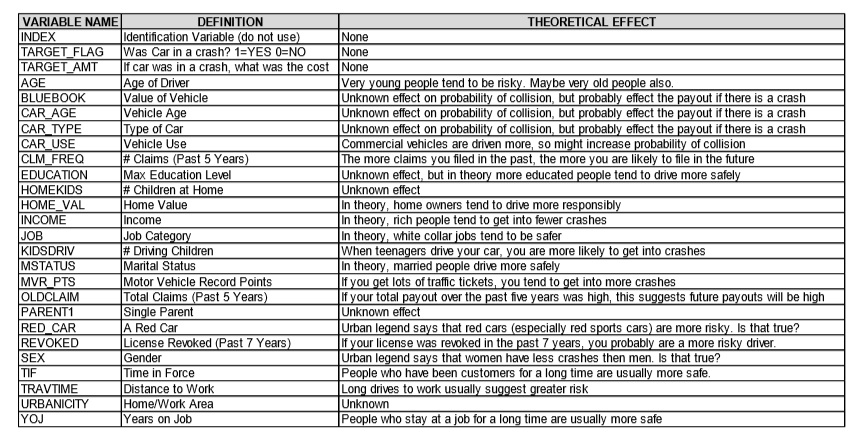 VARIABLE NAME DEFINITION THEORETICAL EFFECT
INDEX Identification Variable (do not use) None
TARGET_FLAG Was Car in a crash? 1=YES 0=NO None
TARGET_AMT If car was in a crash, what was the cost None
AGE Age of Driver Very young people tend to be risky. Maybe very old people also.
BLUEBOOK Value of Vehicle Unknown effect on probability of collision, but probably effect the payout if there is a crash
CAR_AGE Vehicle Age Unknown effect on probability of collision, but probably effect the payout if there is a crash
CAR_TYPE Type of Car Unknown effect on probability of collision, but probably effect the payout if there is a crash
CAR_USE Vehicle Use Commercial vehicles are driven more, so might increase probability of collision
CLM_FREQ # Claims (Past 5 Years) The more claims you filed in the past, the more you are likely to file in the future
EDUCATION Max Education Level Unknown effect, but in theory more educated people tend to drive more safely
HOMEKIDS # Children at Home Unknown effect
HOME_VAL Home Value In theory, home owners tend to drive more responsibly
INCOME Income In theory, rich people tend to get into fewer crashes
JOB Job Category In theory, white collar jobs tend to be safer
KIDSDRIV # Driving Children When teenagers drive your car, you are more likely to get into crashes
MSTATUS Marital Status In theory, married people drive more safely
MVR_PTS Motor Vehicle Record Points If you get lots of traffic tickets, you tend to get into more crashes
OLDCLAIM Total Claims (Past 5 Years) If your total payout over the past five years was high, this suggests future payouts will be high
PARENT1 Single Parent Unknown effect
RED_CAR A Red Car Urban legend says that red cars (especially red sports cars) are more risky. Is that true?
REVOKED License Revoked (Past 7 Years) If your license was revoked in the past 7 years, you probably are a more risky driver.
SEX Gender Urban legend says that women have less crashes then men. Is that true?
TIF Time in Force People who have been customers for a long time are usually more safe.
TRAVTIME Distance to Work Long drives to work usually suggest greater risk
URBANICITY Home/Work Area Unknown
YOJ Years on Job People who stay at a job for a long time are usually more safe